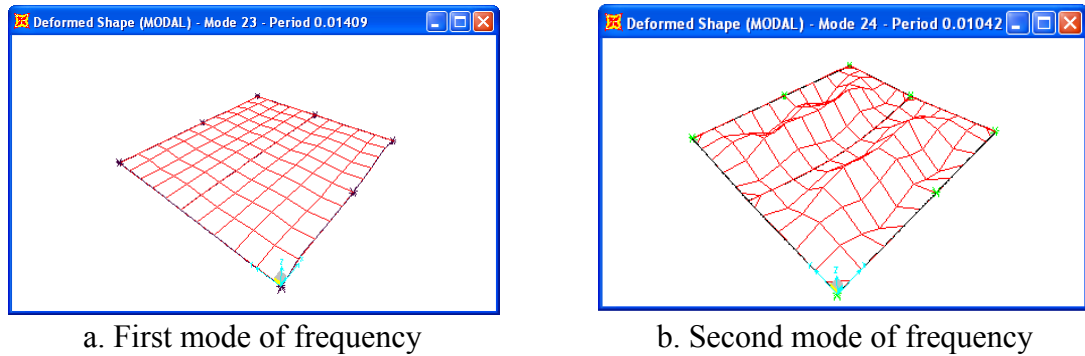 Deformed Shape (MODAL) - Mode 23 - Period 0.01409
Deformed Shape (MODAL) - Mode 24 - Period 0.01042
Z
Z
a. First mode of frequency
b. Second mode of frequency